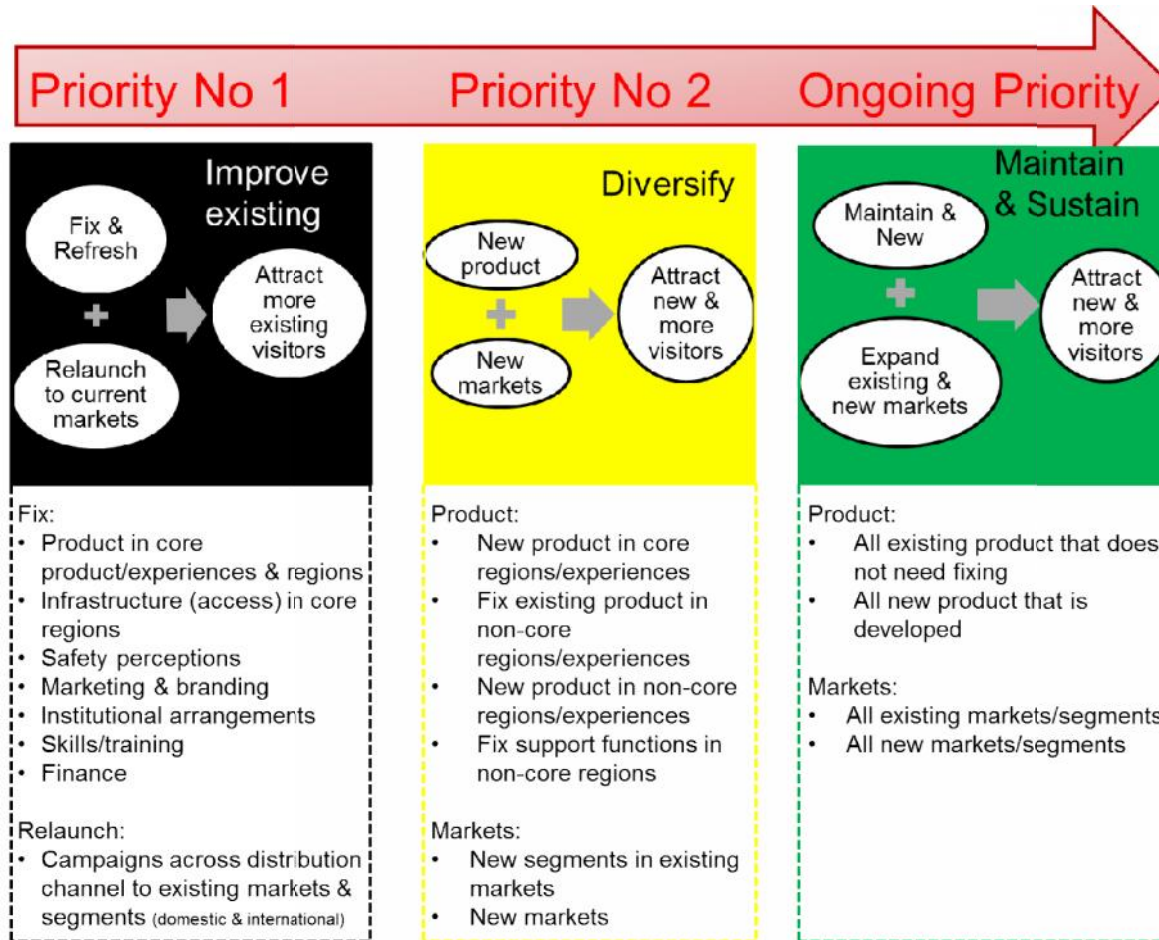 Priority No 1
Priority No 2
Ongoing Priority
Improve
existing
Fix &
Refresh
+
Relaunch
to current
markets
Attract
more
existing
visitors
Diversify
New
product
+
New
markets
Attract
new &
more
visitors
Maintain
& Sustain
Maintain &
New
+
Expand
existing &
new markets
Attract
new &
more
visitors
Fix:
• Product in core
product/experiences & regions
• Infrastructure (access) in core
regions
• Safety perceptions
• Marketing & branding
• Institutional arrangements
• Skills/training
• Finance
Relaunch:
• Campaigns across distribution
channel to existing markets &
segments (domestic & international)
Product:
• New product in core
regions/experiences
• Fix existing product in
non-core
regions/experiences
• New product in non-core
regions/experiences
• Fix support functions in
non-core regions
Markets:
• New segments in existing
markets
• New markets
Product:
• All existing product that does
not need fixing
• All new product that is
developed
Markets:
• All existing markets/segments
• All new markets/segments